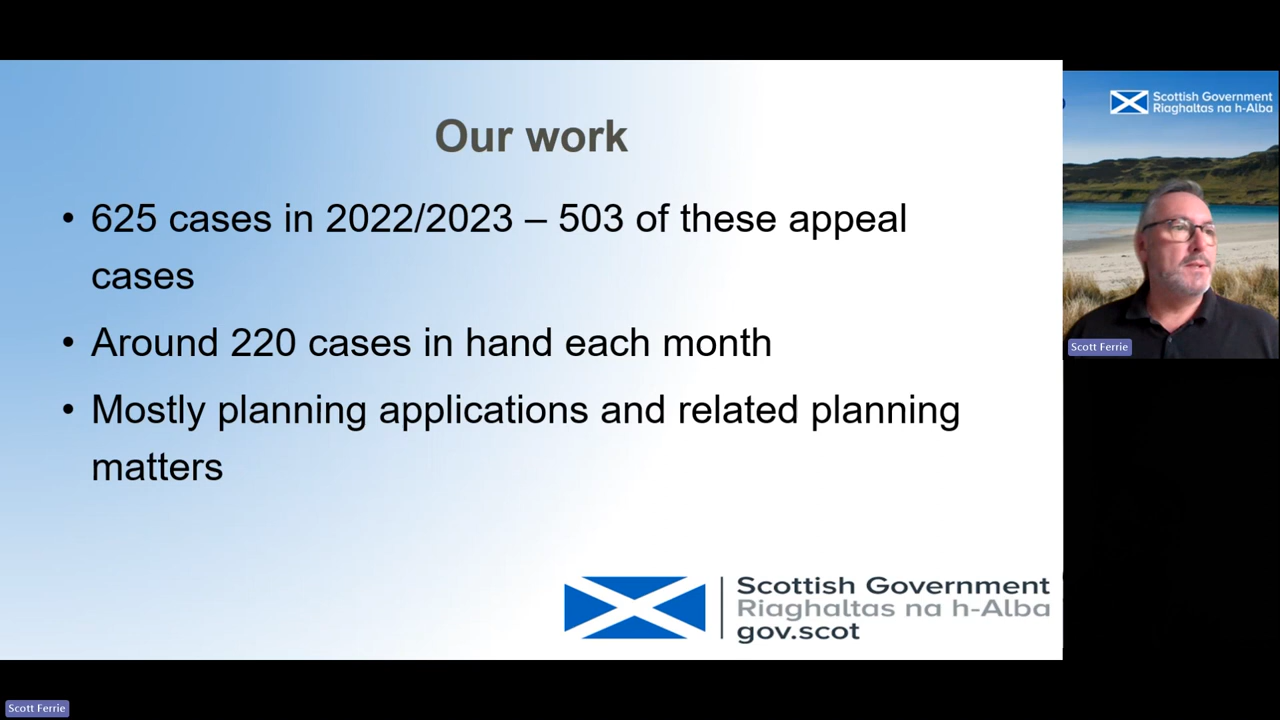 Our work
• 625 cases in 2022/2023 – 503 of these appeal
cases
• Around 220 cases in hand each month
• Mostly planning applications and related planning
matters
Scottish Government
Riaghaltas na h-Alba
gov.scot
Scottish Government
Riaghaltas na h-Alba
Scott Ferrie
Scott Ferrie